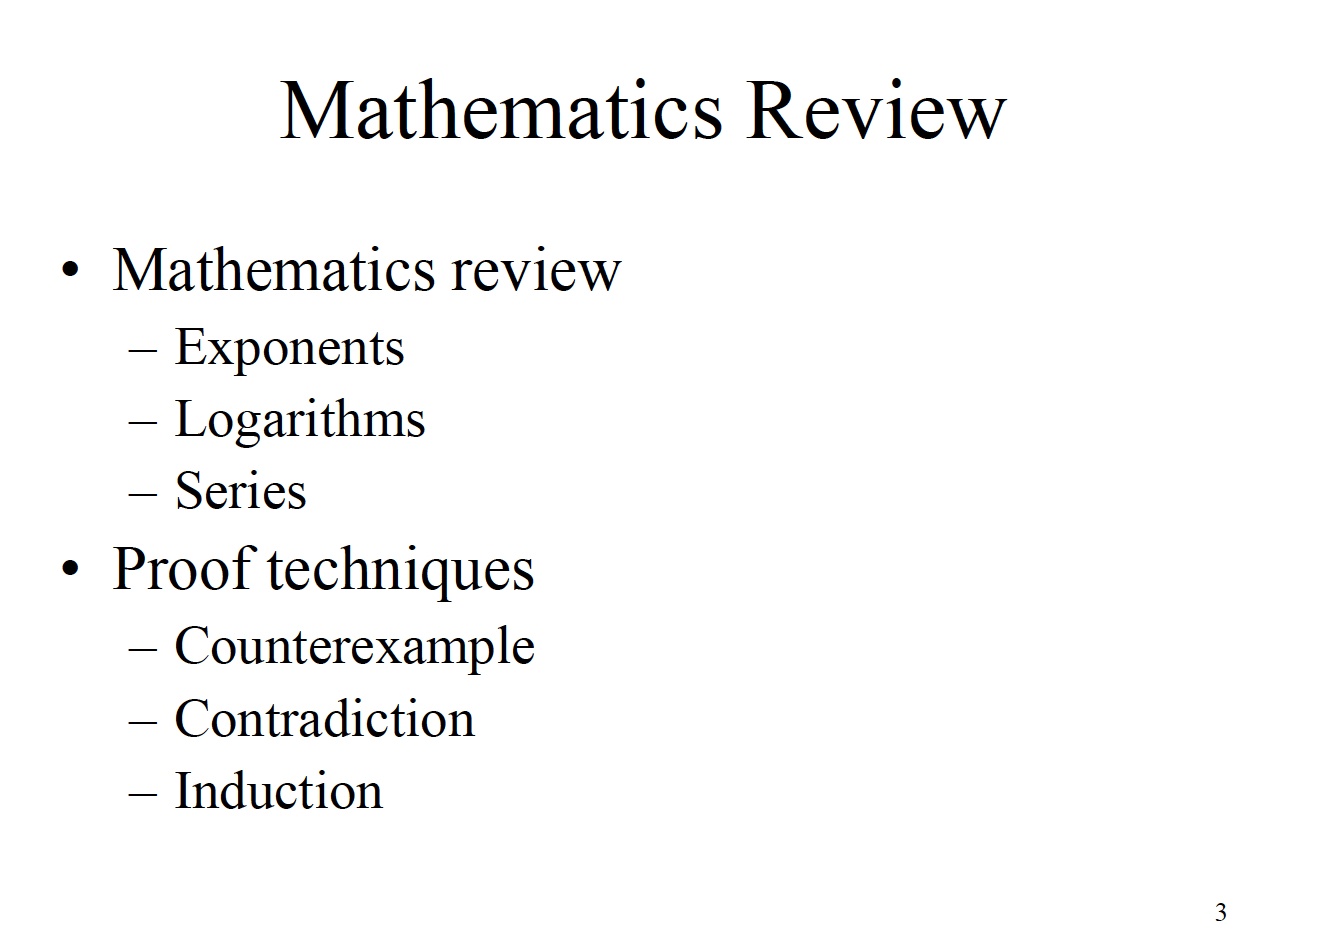 Mathematics Review
• Mathematics review
– Exponents
– Logarithms
– Series
• Proof techniques
– Counterexample
– Contradiction
– Induction
3